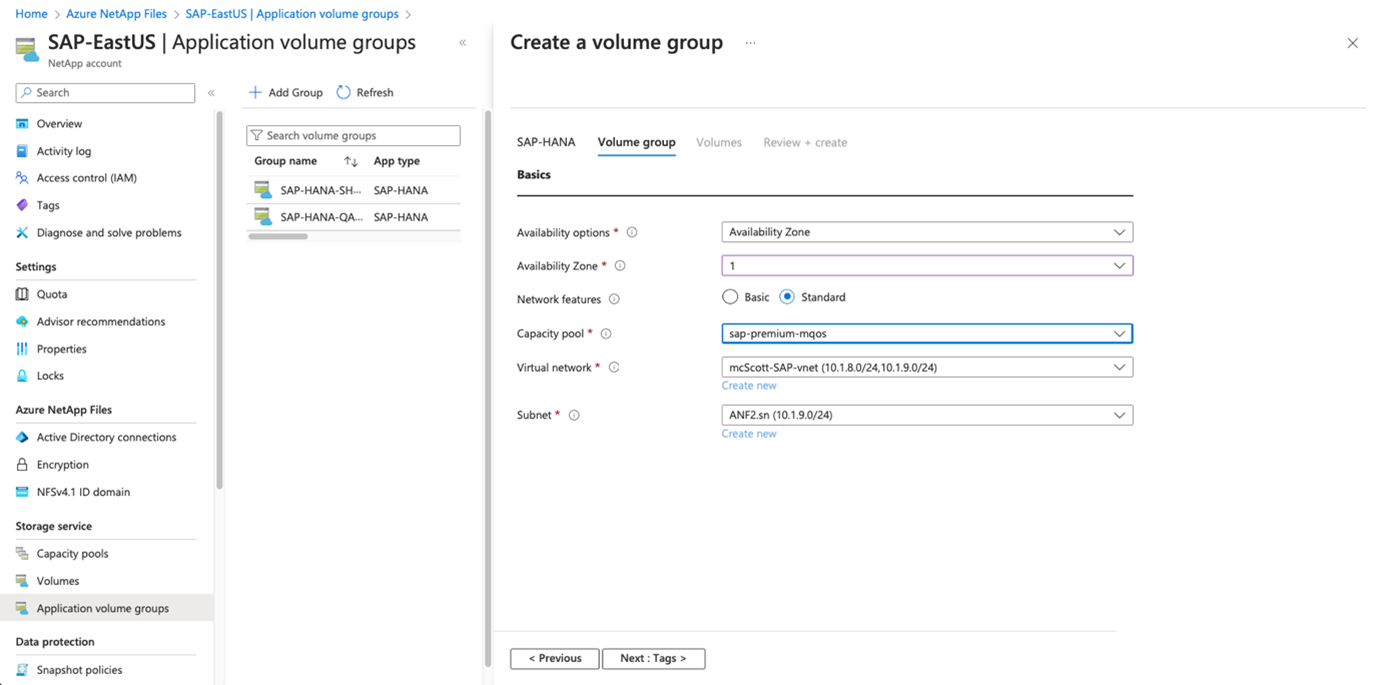 Home > Azure NetApp Files > SAP-EastUS | Application volume groups >
SAP-EastUS | Application volume groups
NetApp account
«
Search
«
Overview
Activity log
Access control (IAM)
Tags
Diagnose and solve problems
Settings
Quota
Advisor recommendations
Properties
Locks
Azure NetApp Files
Active Directory connections
Encryption
NFSv4.1 ID domain
Storage service
Capacity pools
Volumes
Application volume groups
Data protection
Snapshot policies
+ Add Group Refresh
Search volume groups
Group name ↑↓ App type
SAP-HANA-SH... SAP-HANA
SAP-HANA-QA... SAP-HANA
Create a volume group ...
SAP-HANA Volume group Volumes Review + create
Basics
Availability options * Availability Zone
Availability Zone * 1
Network features Basic Standard
Capacity pool * sap-premium-mqos
Virtual network * mcScott-SAP-vnet (10.1.8.0/24,10.1.9.0/24)
Create new
Subnet * ANF2.sn (10.1.9.0/24)
Create new
< Previous Next : Tags >